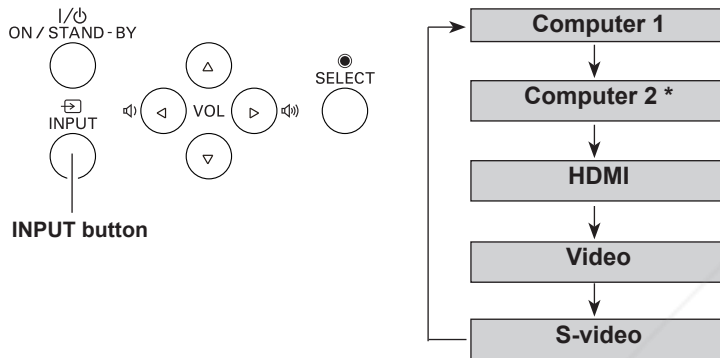 I/⏻
ON / STAND-BY
INPUT
VOL
SELECT
INPUT button
Computer 1
Computer 2 *
HDMI
Video
S-video